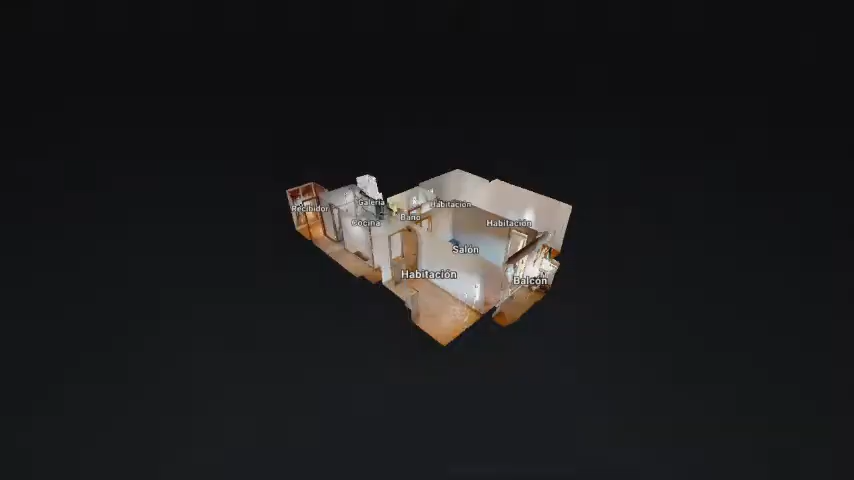 Galería
Habitación
Recibidor
Baño
Cocina
Habitación
Salón
Habitación
Balcón